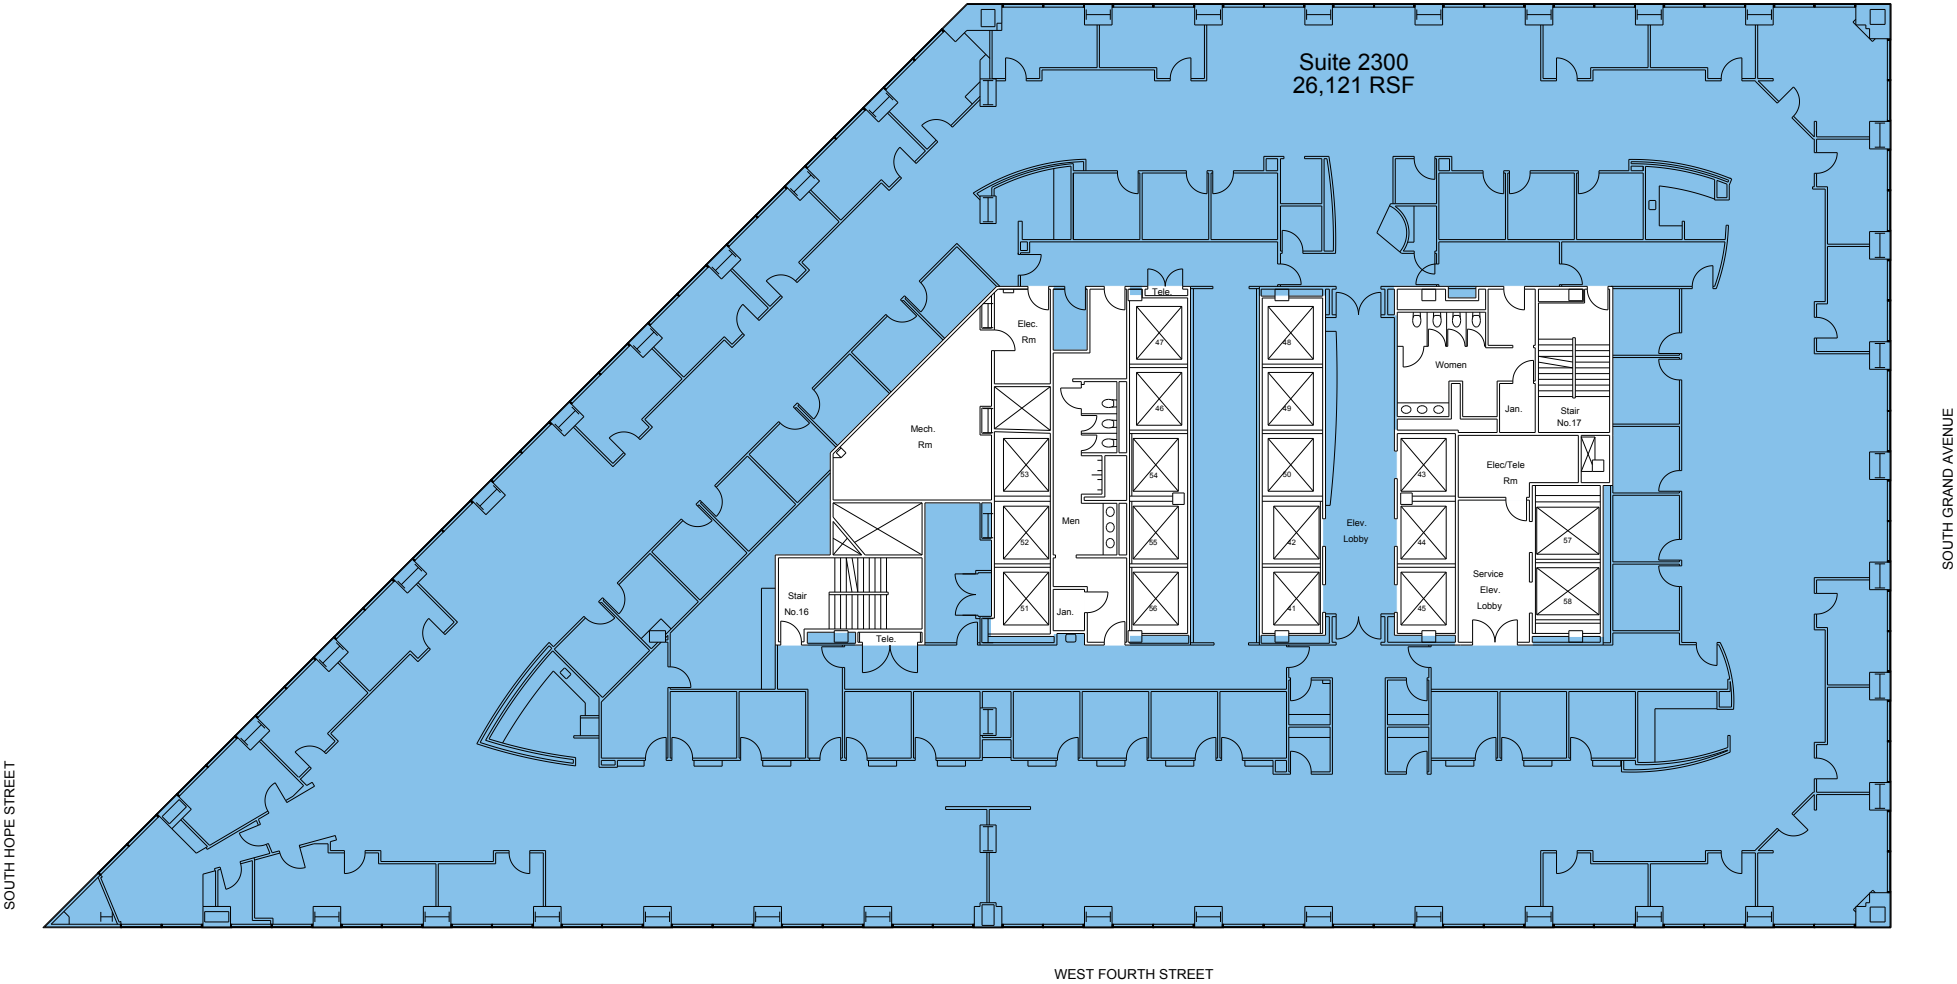 Suite 2300
26,121 RSF
Tele.
Elec.
Rm
47
48
Women
46
49
Jan.
Stair
No.17
Mech.
Rm
53
54
50
43
Elec/Tele
Rm
Men
Elev.
Lobby
52
55
42
44
57
Service
Elev.
Lobby
Stair
No.16
51
Jan.
56
41
45
58
Tele.
SOUTH GRAND AVENUE
SOUTH HOPE STREET
WEST FOURTH STREET